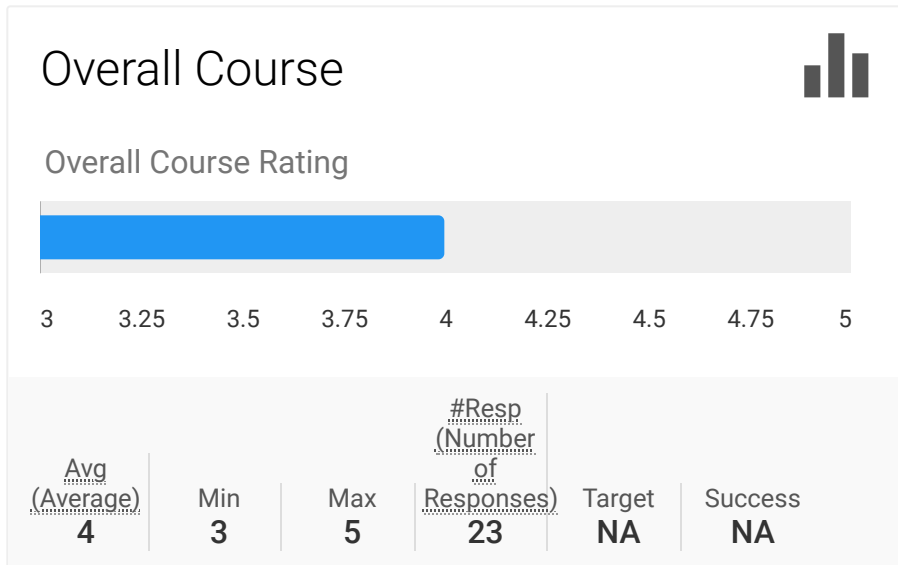 Overall Course
Overall Course Rating
3 3.25 3.5 3.75 4 4.25 4.5 4.75 5
Avg
(Average)
4
Min
3
Max
5
#Resp
(Number
of
Responses)
23
Target
NA
Success
NA